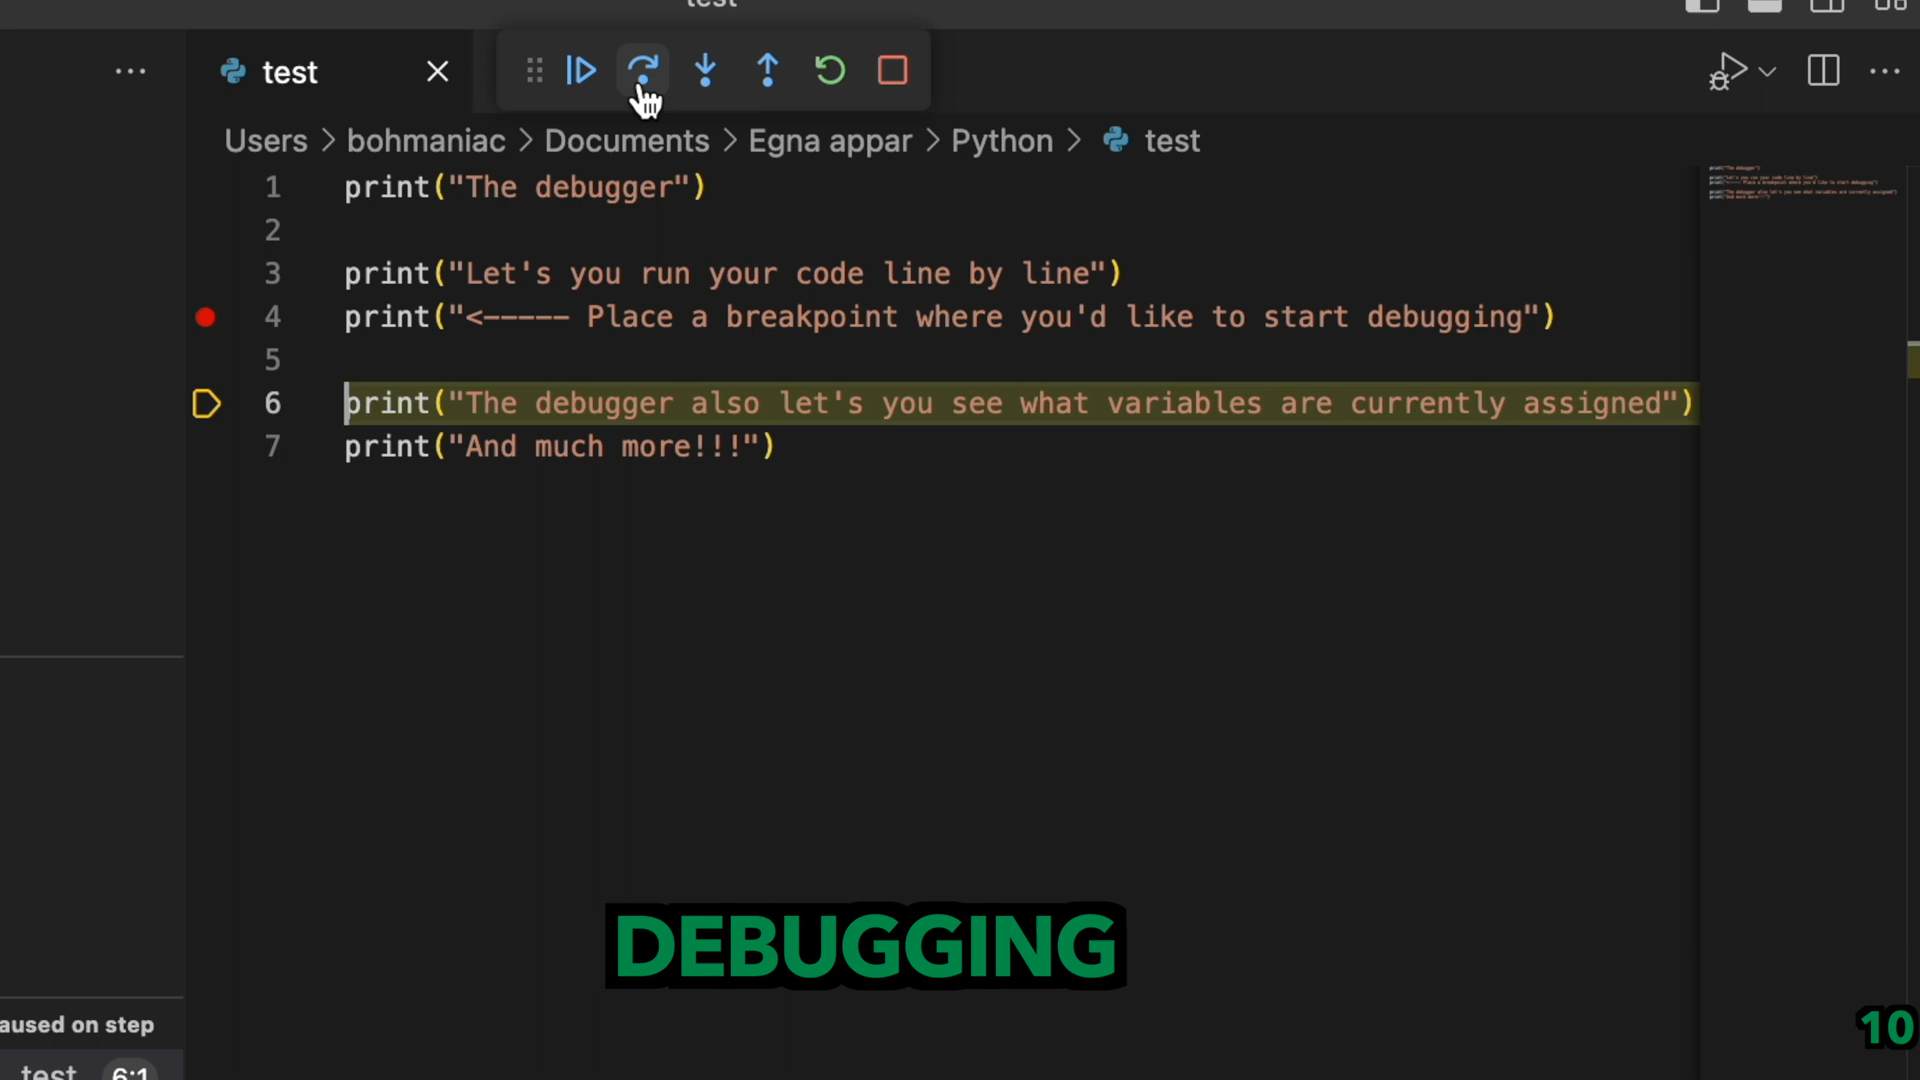 test
test
Users > bohmaniac > Documents > Egna appar > Python > test
1 print("The debugger")
2
3 print("Let's you run your code line by line")
4 print("<----- Place a breakpoint where you'd like to start debugging")
5
6 print("The debugger also let's you see what variables are currently assigned")
7 print("And much more!!!")
DEBUGGING
aused on step
10
test 6:1